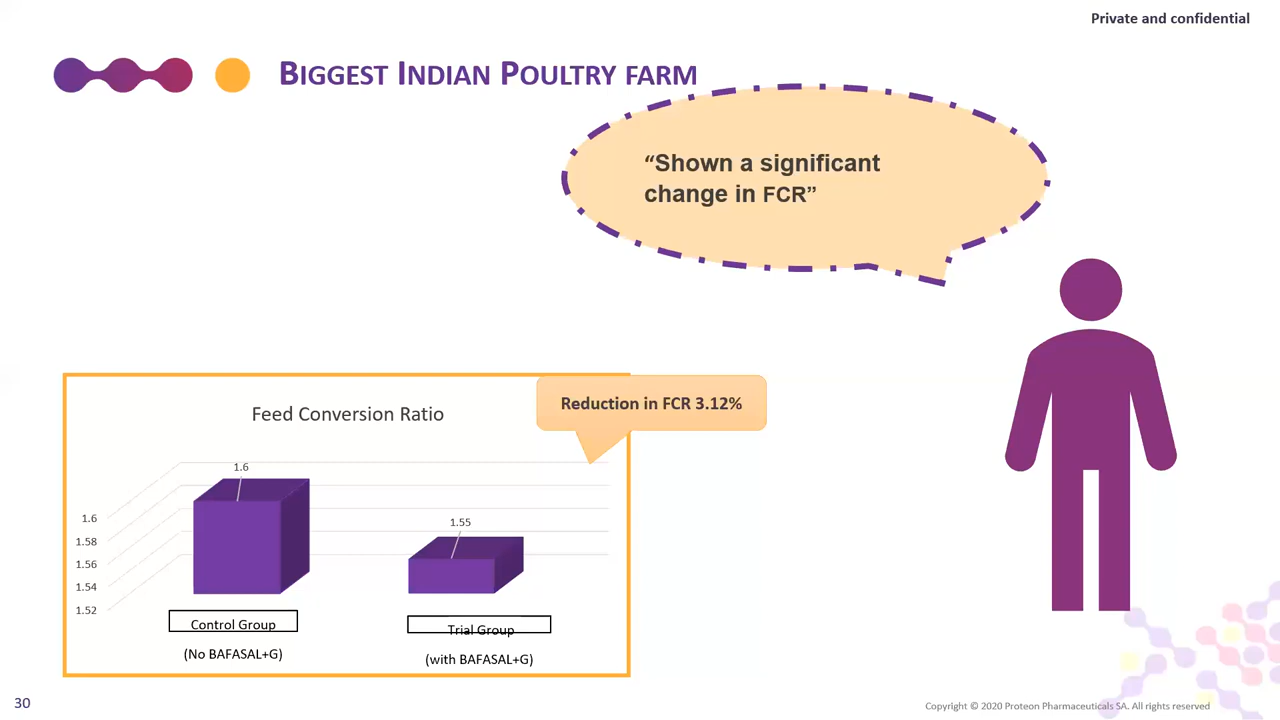 Private and confidential
BIGGEST INDIAN POULTRY FARM
“Shown a significant
change in FCR”
Reduction in FCR 3.12%
Feed Conversion Ratio
1.6
1.55
1.6
1.58
1.56
1.54
1.52
Control Group
Trial Group
(No BAFASAL+G)
(with BAFASAL+G)
30
Copyright © 2020 Proteon Pharmaceuticals SA. All rights reserved